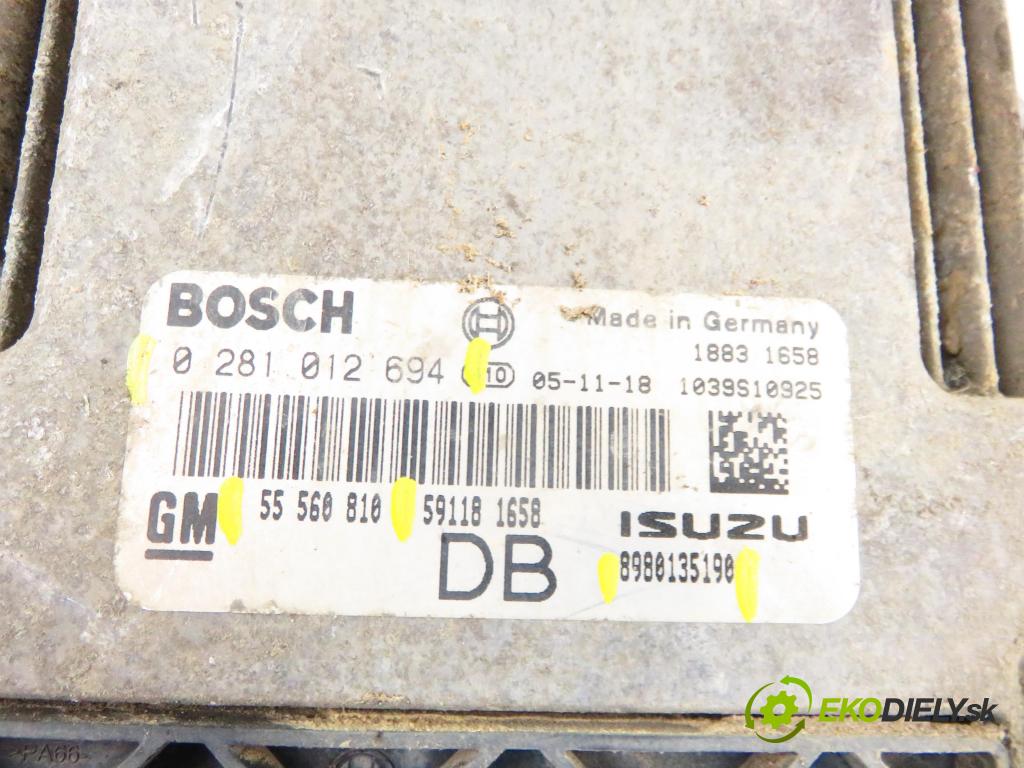 BOSCH
Made in Germany
1883 1658
0 281 012 694 10 05-11-18 1039S10925
GM 55 560 810 59118 1658 ISUZU
DB 8980135190
>PA66
EKODIELY.sk